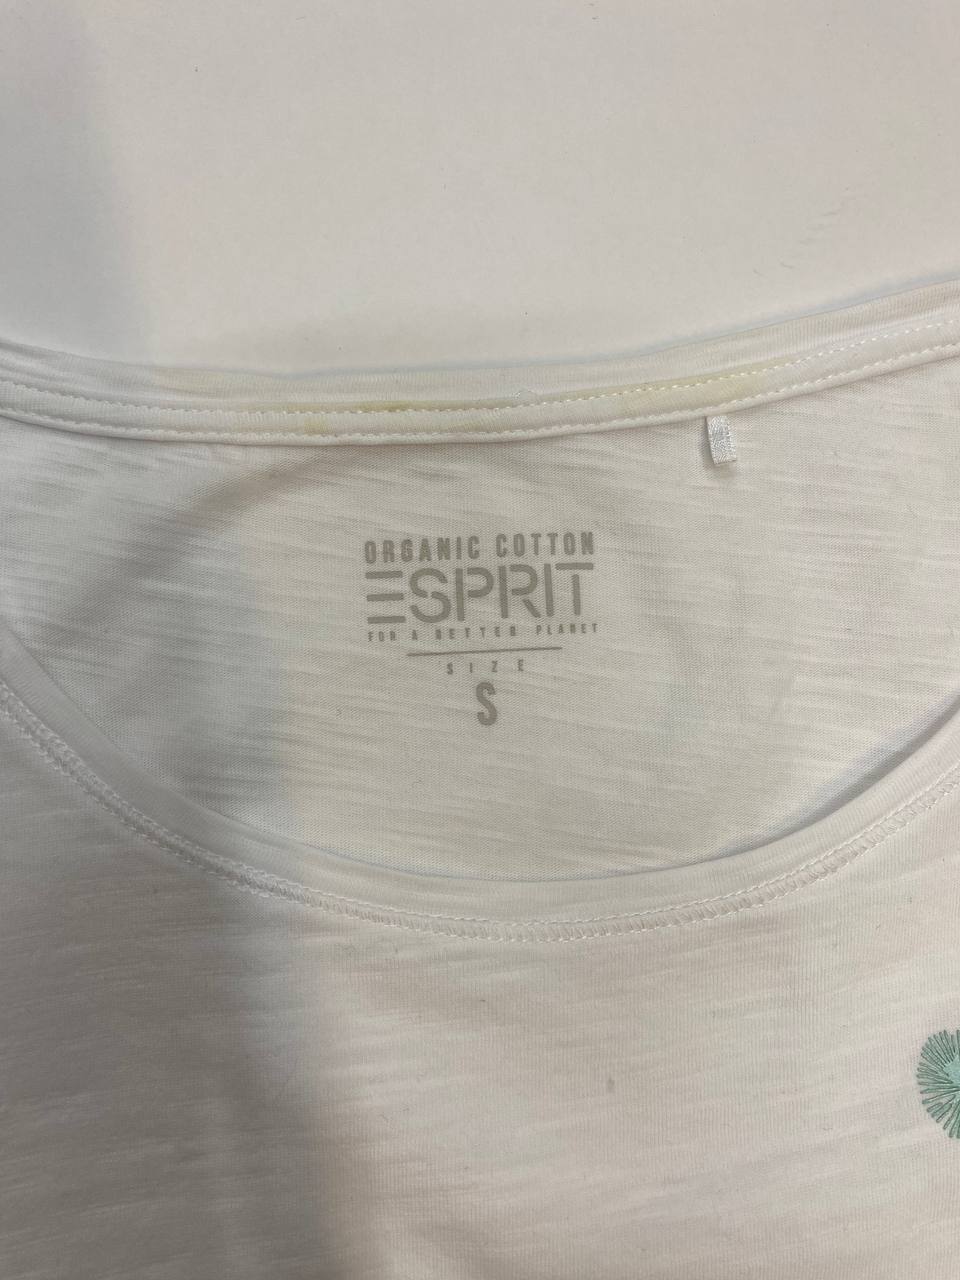 ORGANIC COTTON
ESPRIT
FOR A BETTER PLANET
SIZE
S